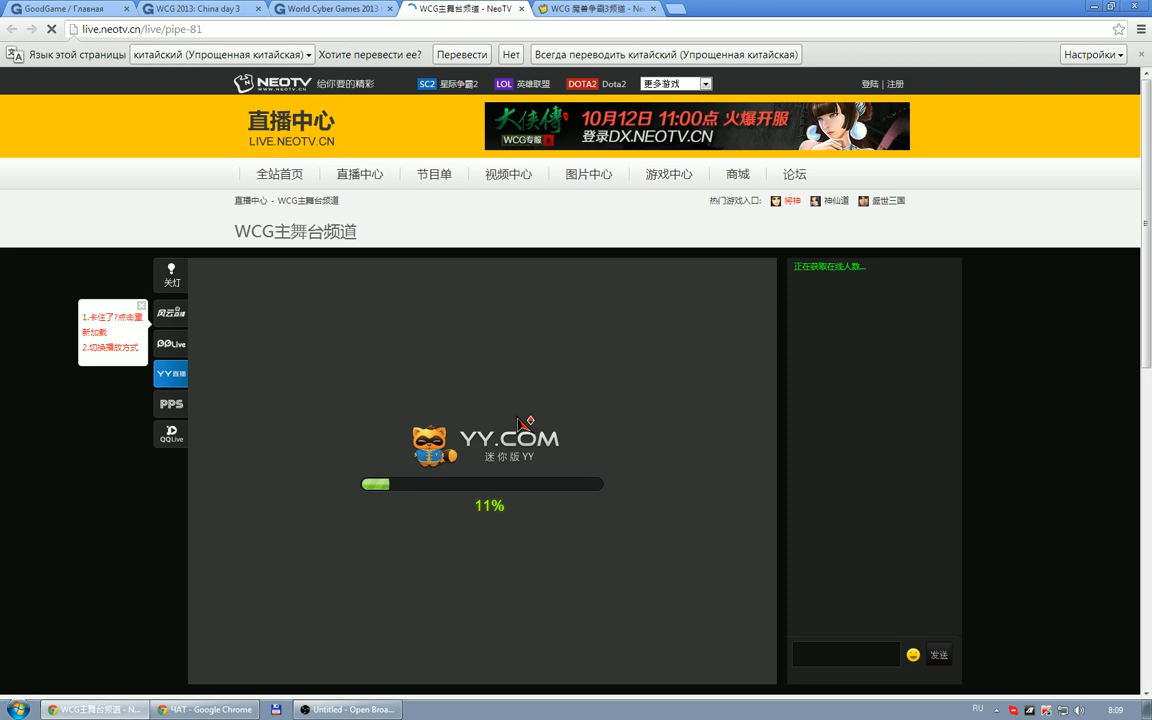 GoodGame / Главная
WCG 2013: China day 3
World Cyber Games 2013
WCG主舞台频道 - NeoTV
WCG 魔兽争霸3频道 - Ne
live.neotv.cn/live/pipe-81
Язык этой страницы китайский (Упрощенная китайская) Хотите перевести ее? Перевести Нет Всегда переводить китайский (Упрощенная китайская) Настройки
NEOTV 给你要的精彩 SC2 星际争霸2 LOL 英雄联盟 DOTA2 Dota2 更多游戏 登陆 | 注册
WWW.NEOTV.CN
直播中心
LIVE.NEOTV.CN
大侠传
WCG专服
10月12日 11:00点 火爆开服
登录DX.NEOTV.CN
全站首页 直播中心 节目单 视频中心 图片中心 游戏中心 商城 论坛
直播中心 - WCG主舞台频道 热门游戏入口: 将神 神仙道 盛世三国
WCG主舞台频道
关灯
正在获取在线人数...
1.卡住了?点击重
新加载
2.切换播放方式
风云直播
PPLive
YY直播
PPS
QQLive
YY.COM
迷你版YY
11%
发送
WCG主舞台频道 - N...
ЧАТ - Google Chrome
Untitled - Open Broa...
RU
8:09